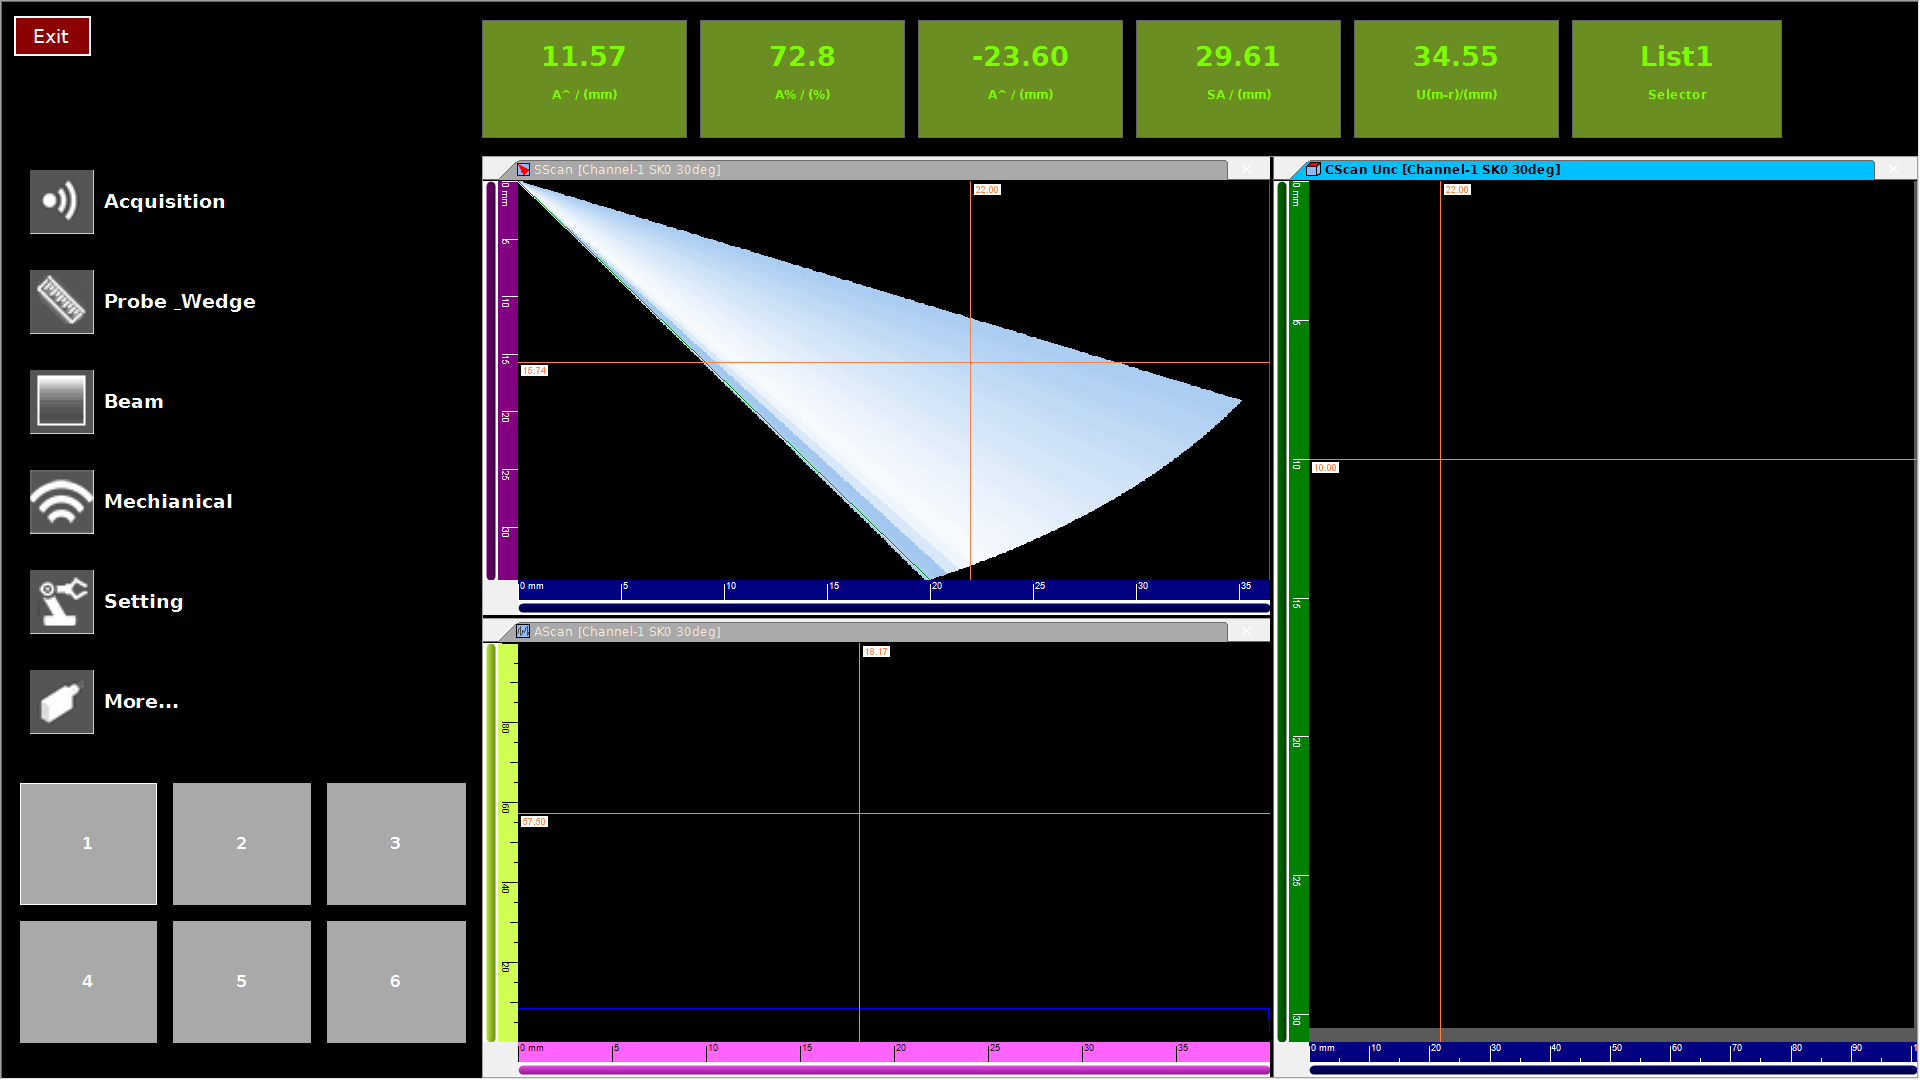 Exit
11.57
A^ / (mm)
72.8
A% / (%)
-23.60
A^ / (mm)
29.61
SA / (mm)
34.55
U(m-r)/(mm)
List1
Selector
Acquisition
Probe _Wedge
Beam
Mechianical
Setting
More...
1
2
3
4
5
6
SScan [Channel-1 SK0 30deg]
22.00
15.74
0 mm
5
10
15
20
25
30
0 mm
5
10
15
20
25
30
35
AScan [Channel-1 SK0 30deg]
18.17
57.50
80
60
40
20
0 mm
5
10
15
20
25
30
35
CScan Unc [Channel-1 SK0 30deg]
22.00
10.00
0 mm
5
10
15
20
25
30
0 mm
10
20
30
40
50
60
70
80
90